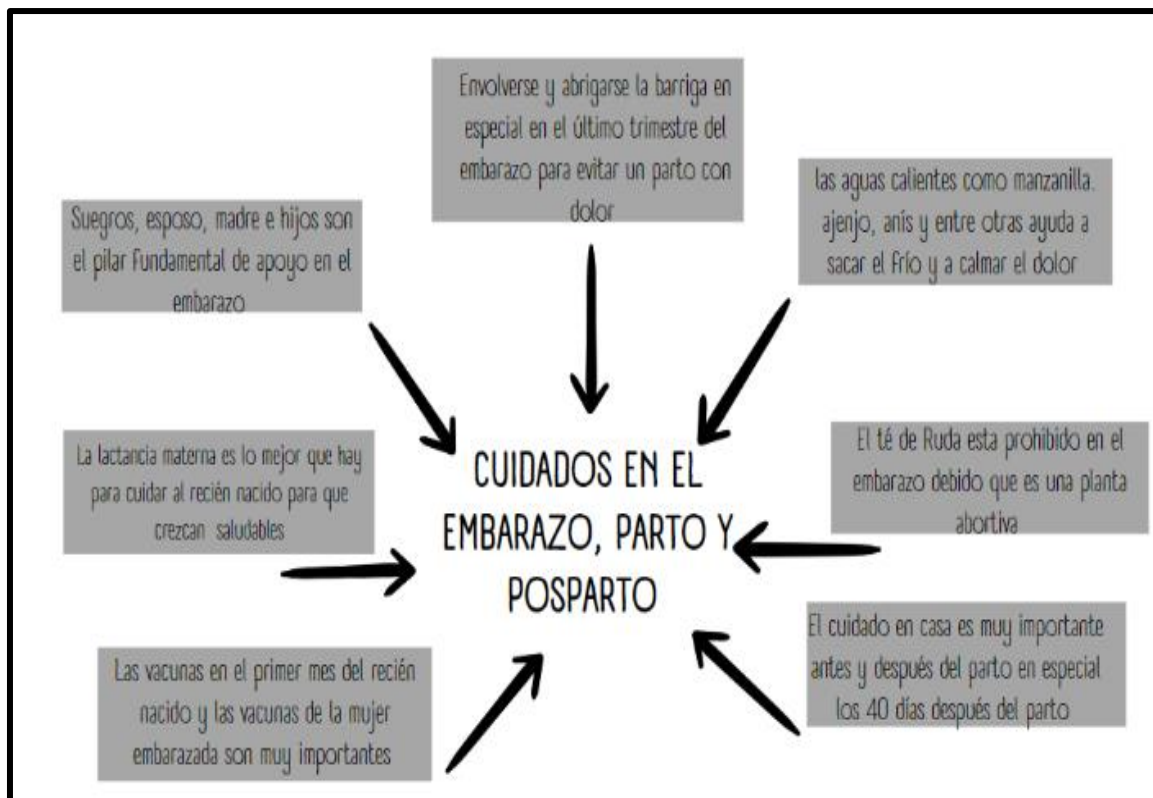 Envolverse y abrigarse la barriga en
especial en el último trimestre del
embarazo para evitar un parto con
dolor
las aguas calientes como manzanilla.
ajenjo, anís y entre otras ayuda a
sacar el frío y a calmar el dolor
Suegros, esposo, madre e hijos son
el pilar fundamental de apoyo en el
embarazo
La lactancia materna es lo mejor que hay
para cuidar al recién nacido para que
crezcan saludables
CUIDADOS EN EL
EMBARAZO, PARTO Y
POSPARTO
El té de Ruda esta prohibido en el
embarazo debido que es una planta
abortiva
Las vacunas en el primer mes del recién
nacido y las vacunas de la mujer
embarazada son muy importantes
El cuidado en casa es muy importante
antes y después del parto en especial
los 40 días después del parto